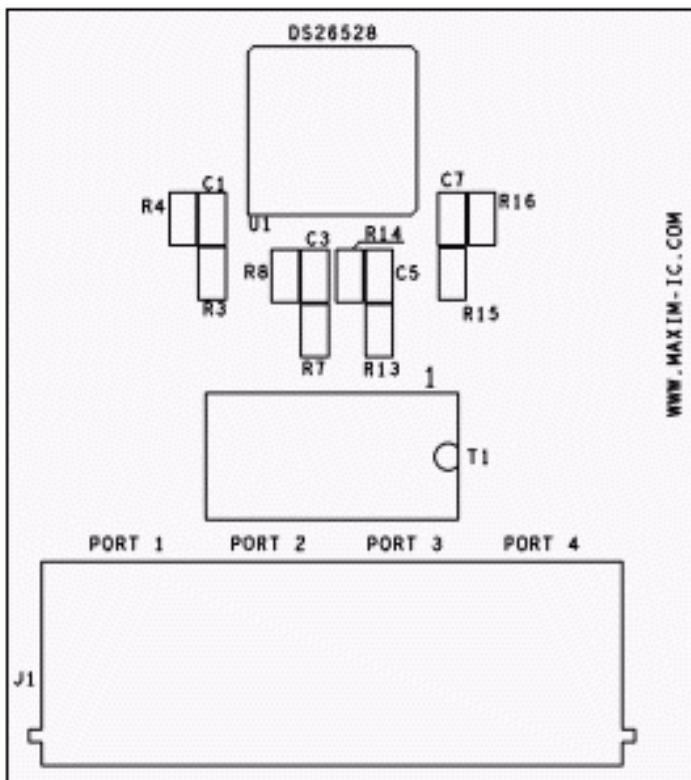 DS26528
C1
C7
R4
R16
U1
C3
R14
R8
C5
R3
R15
R7
R13
1
T1
PORT 1 PORT 2 PORT 3 PORT 4
J1
WWW.MAXIM-IC.COM